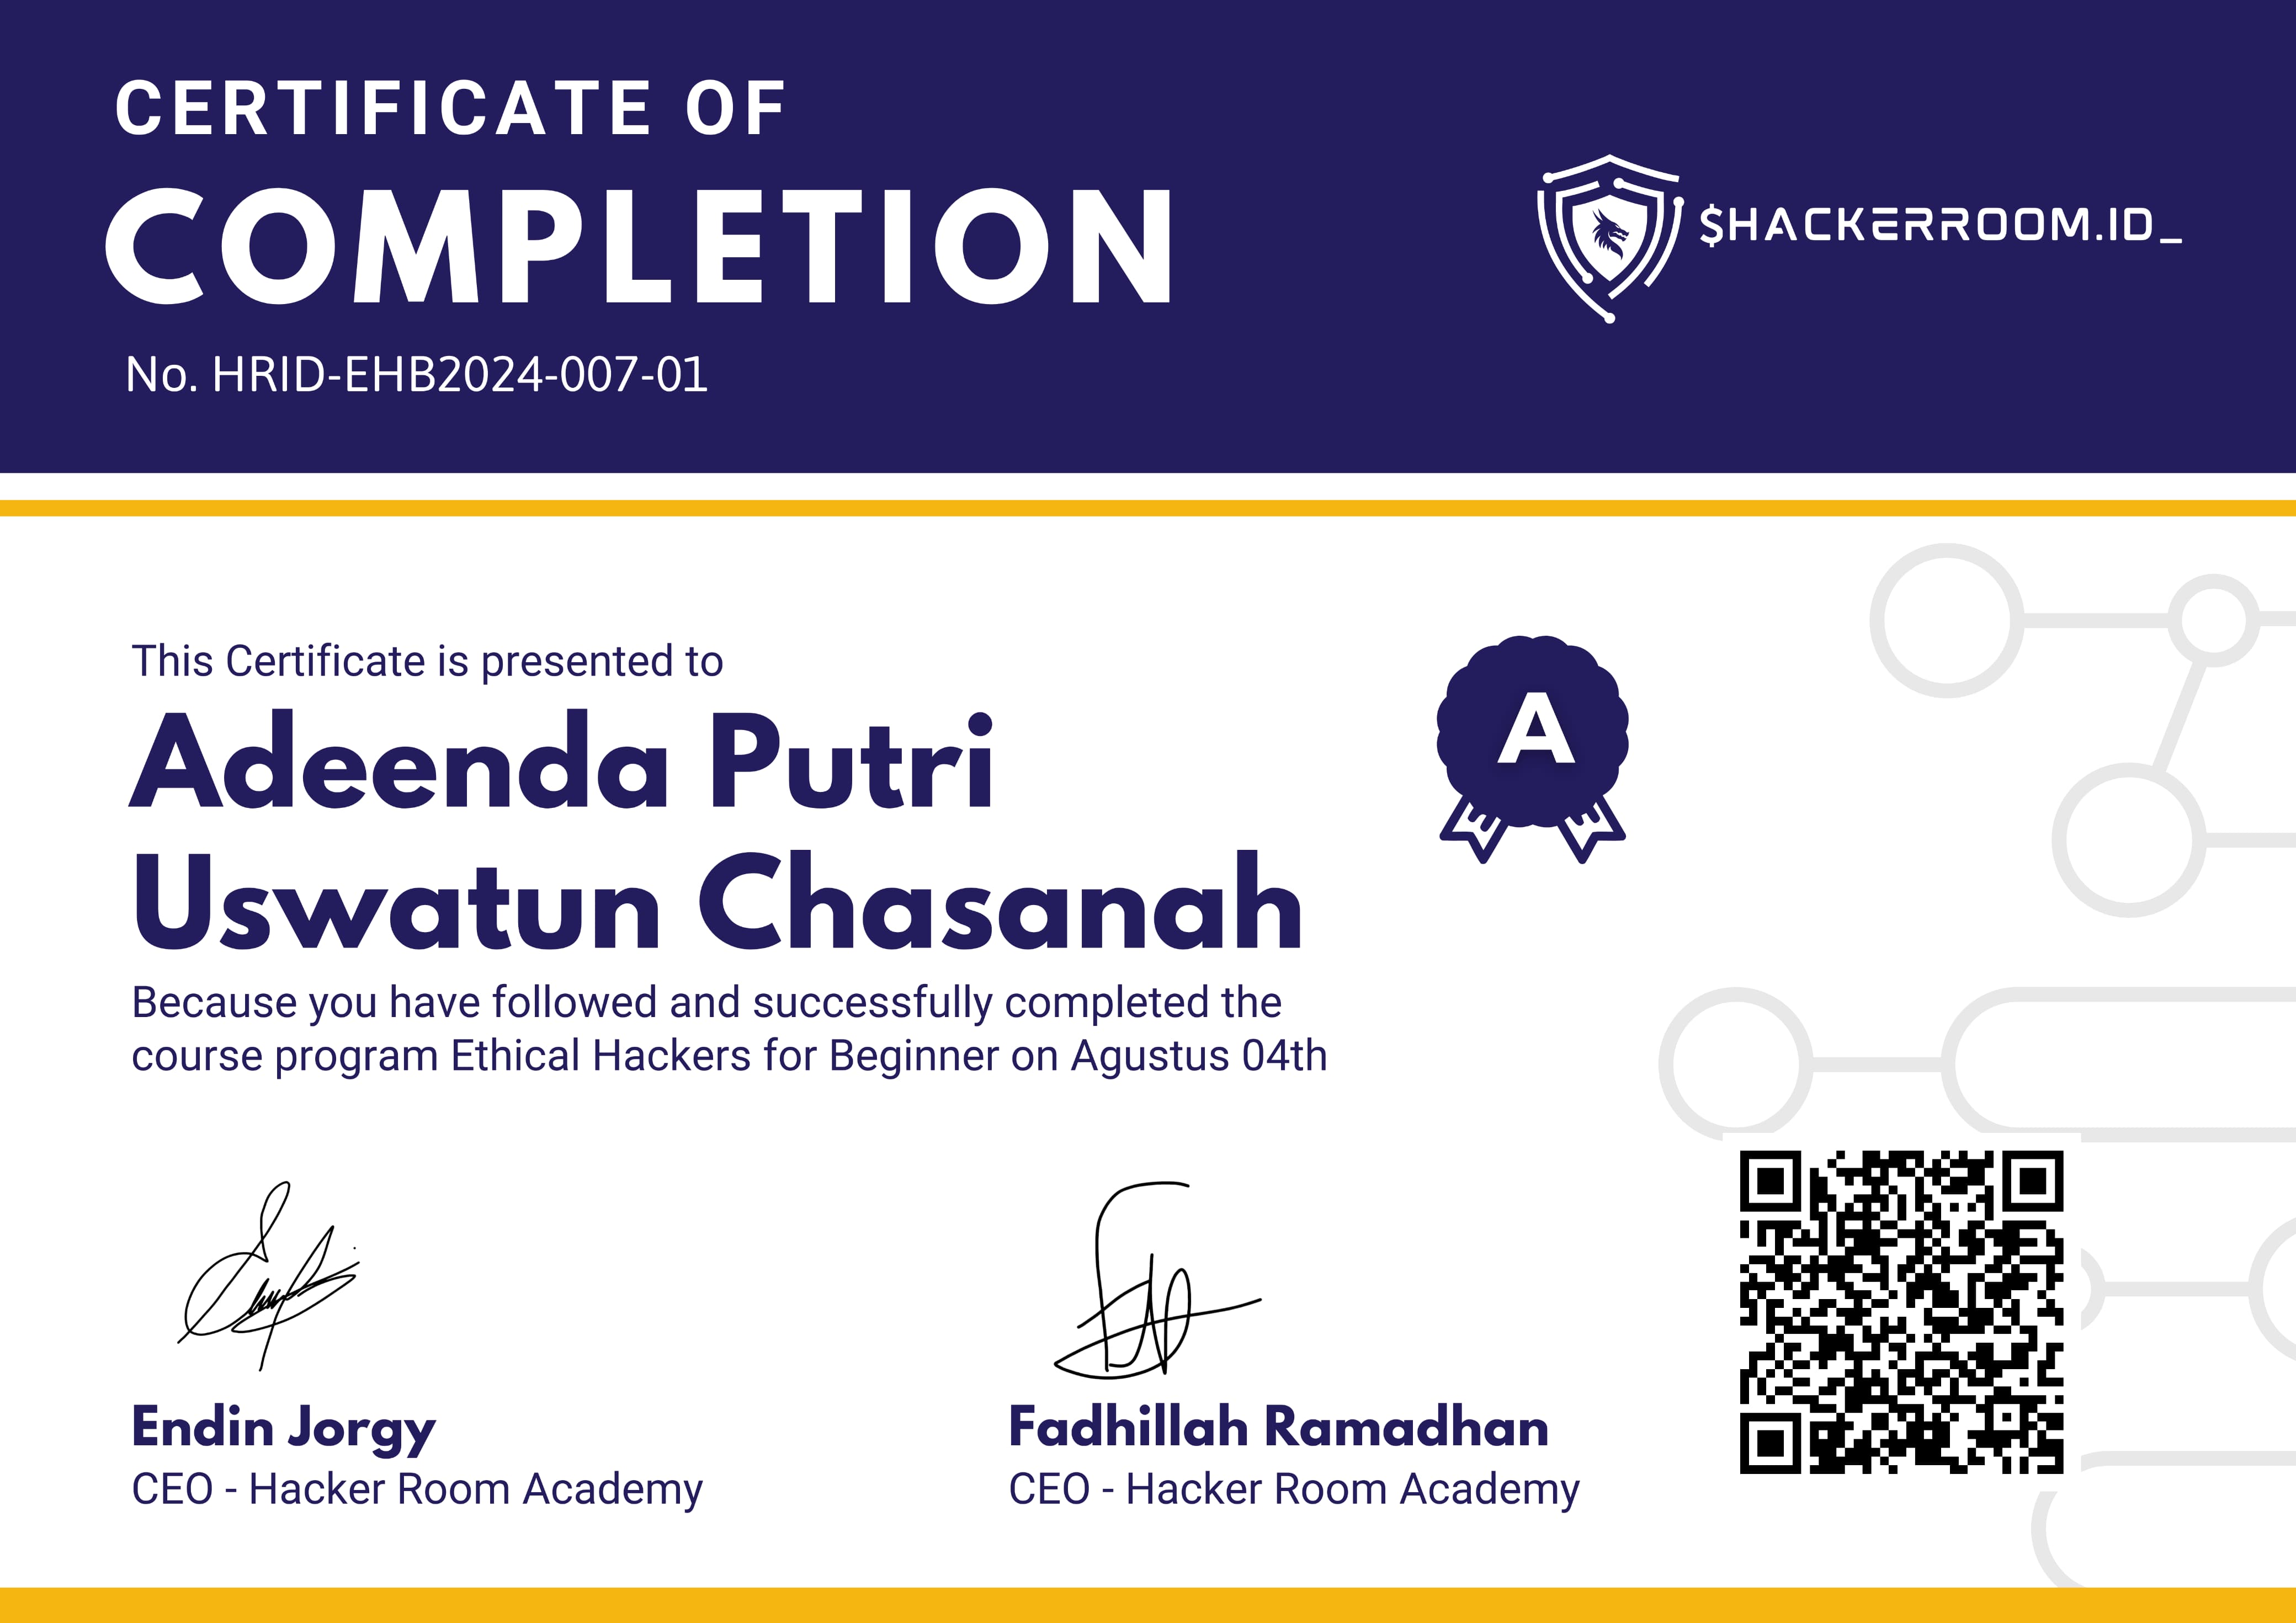 CERTIFICATE OF
COMPLETION
$HACKERROOM.ID_
No. HRID-EHB2024-007-01
This Certificate is presented to
Adeenda Putri
Uswatun Chasanah
A
Because you have followed and successfully completed the
course program Ethical Hackers for Beginner on Agustus 04th
Endin Jorgy
CEO - Hacker Room Academy
Fadhillah Ramadhan
CEO - Hacker Room Academy